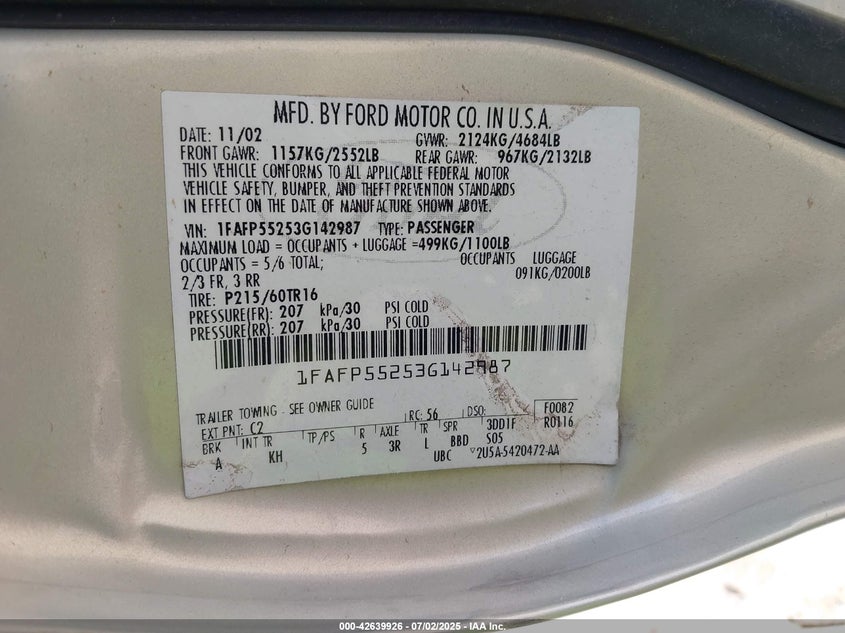 MFD. BY FORD MOTOR CO. IN U.S.A.
DATE: 11/02 GVWR: 2124KG/4684LB
FRONT GAWR: 1157KG/2552LB REAR GAWR: 967KG/2132LB
THIS VEHICLE CONFORMS TO ALL APPLICABLE FEDERAL MOTOR
VEHICLE SAFETY, BUMPER, AND THEFT PREVENTION STANDARDS
IN EFFECT ON THE DATE OF MANUFACTURE SHOWN ABOVE.
VIN: 1FAFP55253G142987 TYPE: PASSENGER
MAXIMUM LOAD = OCCUPANTS + LUGGAGE =499KG/1100LB
OCCUPANTS = 5/6 TOTAL; OCCUPANTS LUGGAGE
2/3 FR, 3 RR 091KG/0200LB
TIRE: P215/60TR16
PRESSURE(FR) 207 kPa/30 PSI COLD
PRESSURE(RR) 207 kPa/30 PSI COLD
1FAFP55253G142987
TRAILER TOWING - SEE OWNER GUIDE
EXT PNT: C2 RC: 56 DSO: F0082
BRK INT TR TP/PS R AXLE TR SPR 3DD1F R0116
A KH 5 3R L BBD S05
UBC 2U5A-5420472-AA
000-42639926 - 07/02/2025 - IAA Inc.